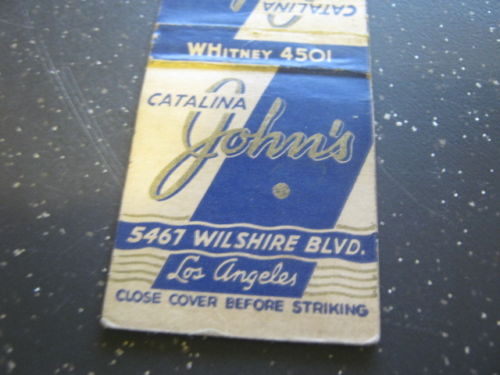 CATALINA
WHITNEY 4501
CATALINA
John's
5467 WILSHIRE BLVD.
Los Angeles
CLOSE COVER BEFORE STRIKING